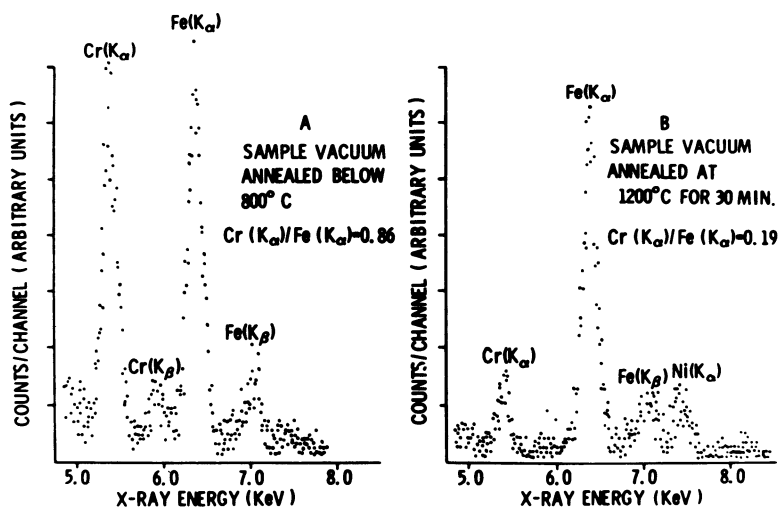 Fe(Kα)
Cr(Kα)
A
SAMPLE VACUUM
ANNEALED BELOW
800° C
Cr (Kα)/Fe (Kα)=0.86
Fe(Kβ)
Cr(Kβ)
COUNTS/CHANNEL (ARBITRARY UNITS)
5.0 6.0 7.0 8.0
X-RAY ENERGY (KeV)
Fe(Kα)
B
SAMPLE VACUUM
ANNEALED AT
1200°C FOR 30 MIN.
Cr (Kα)/Fe (Kα)=0.19
Cr(Kα)
Fe(Kβ) Ni(Kα)
COUNTS/CHANNEL (ARBITRARY UNITS)
5.0 6.0 7.0 8.0
X-RAY ENERGY (KeV)